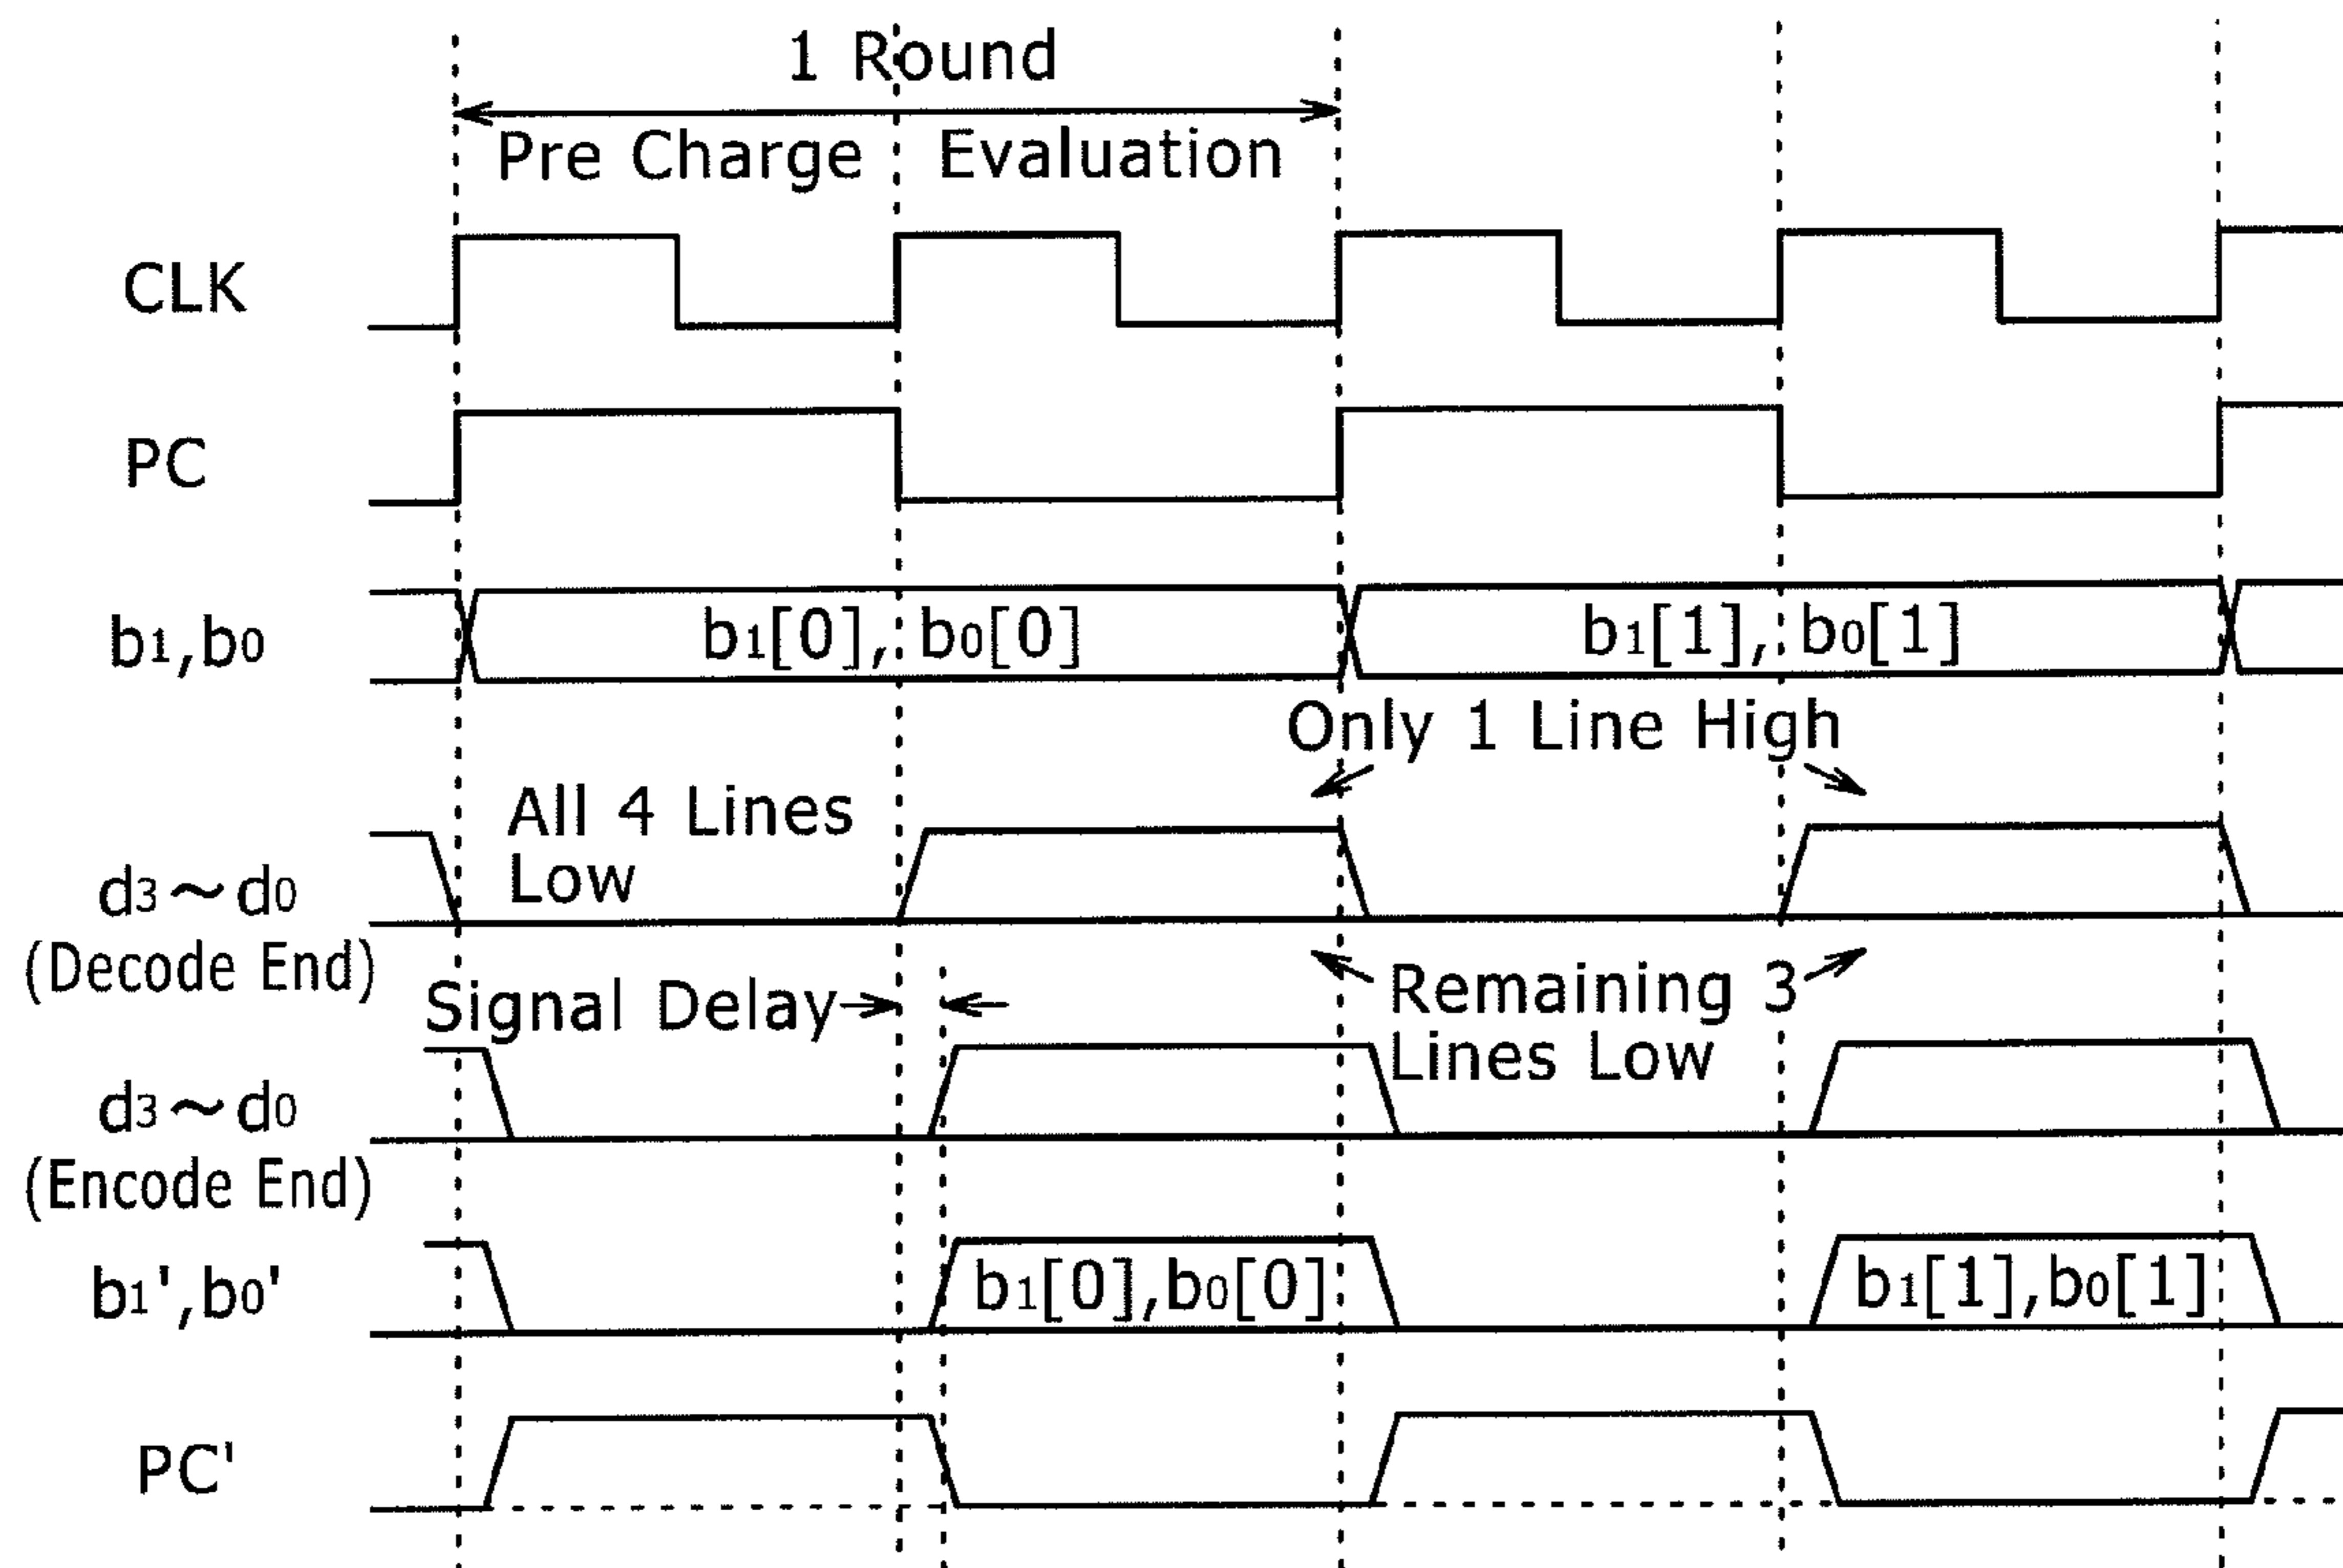 1 Round
Pre Charge Evaluation
CLK
PC
b1,b0
b1[0], b0[0]
b1[1], b0[1]
Only 1 Line High
All 4 Lines
Low
d3~d0
(Decode End)
Remaining 3
Lines Low
Signal Delay
d3~d0
(Encode End)
b1',b0'
b1[0],b0[0]
b1[1],b0[1]
PC'